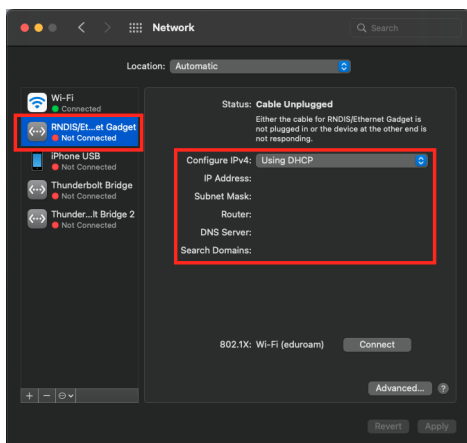 Network
Search
Location: Automatic
Wi-Fi
Connected
RNDIS/Et...et Gadget
Not Connected
iPhone USB
Not Connected
Thunderbolt Bridge
Not Connected
Thunder...lt Bridge 2
Not Connected
Status: Cable Unplugged
Either the cable for RNDIS/Ethernet Gadget is
not plugged in or the device at the other end is
not responding.
Configure IPv4: Using DHCP
IP Address:
Subnet Mask:
Router:
DNS Server:
Search Domains:
802.1X: Wi-Fi (eduroam) Connect
Advanced... ?
Revert Apply